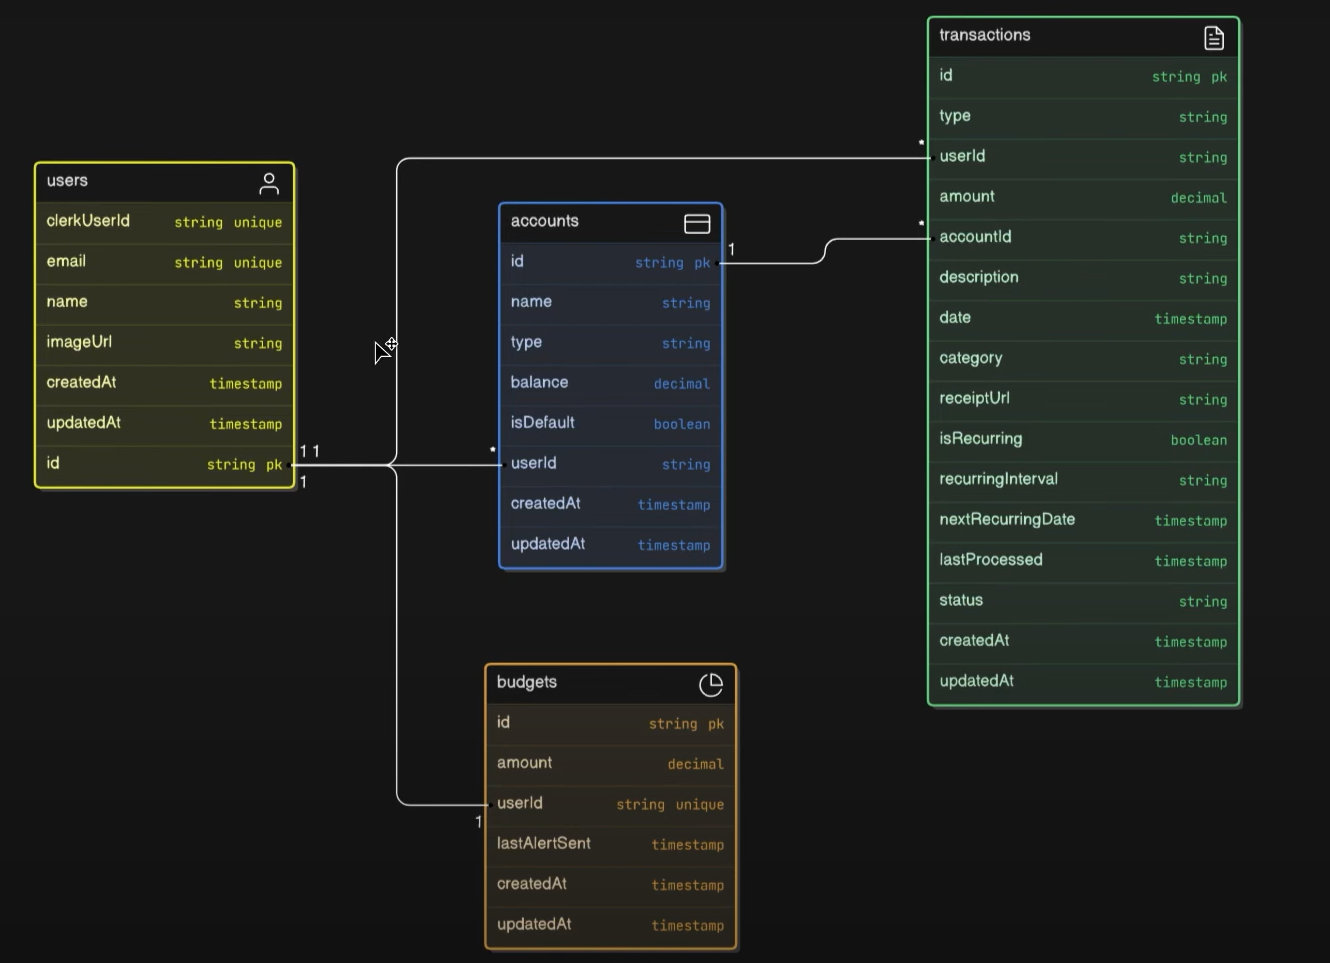 users
clerkUserId string unique
email string unique
name string
imageUrl string
createdAt timestamp
updatedAt timestamp
id string pk
1 1
1
accounts
id string pk
1
name string
type string
balance decimal
isDefault boolean
*
userId string
createdAt timestamp
updatedAt timestamp
budgets
id string pk
amount decimal
userId string unique
1
lastAlertSent timestamp
createdAt timestamp
updatedAt timestamp
transactions
id string pk
type string
*
userId string
amount decimal
*
accountId string
description string
date timestamp
category string
receiptUrl string
isRecurring boolean
recurringInterval string
nextRecurringDate timestamp
lastProcessed timestamp
status string
createdAt timestamp
updatedAt timestamp